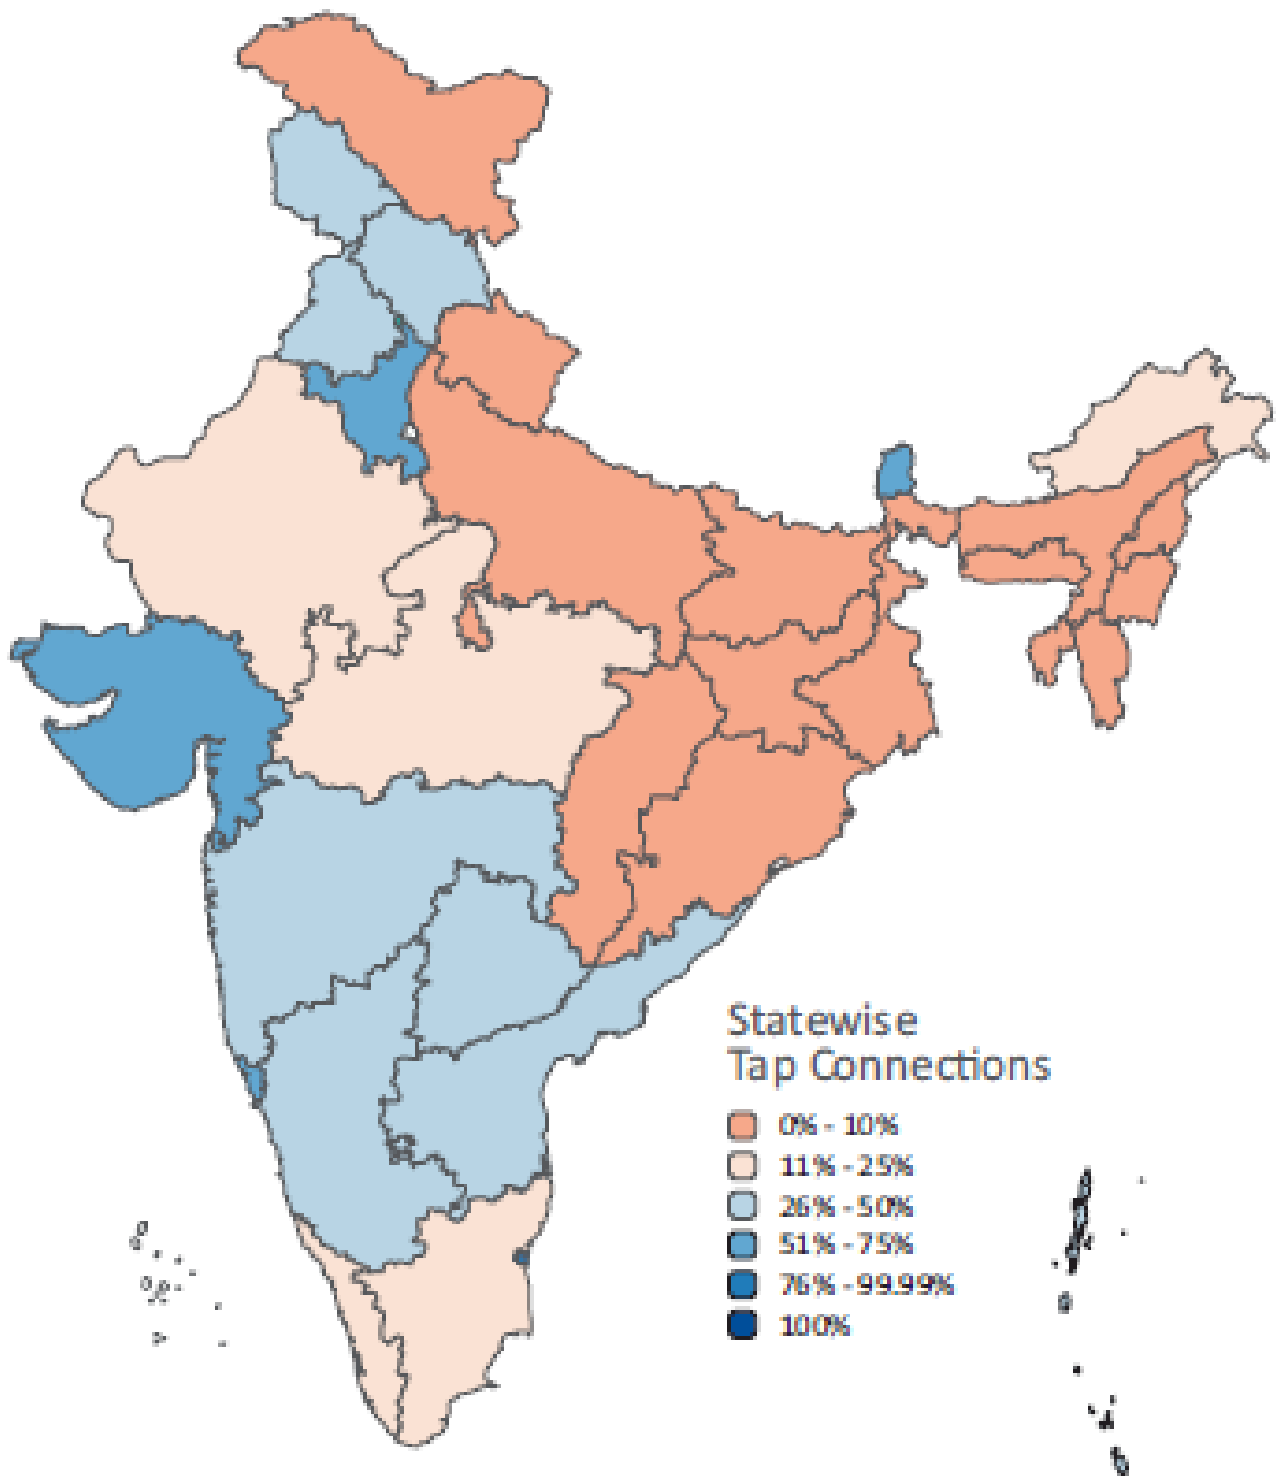 Statewise
Tap Connections
0% - 10%
11% - 25%
26% - 50%
51% - 75%
76% - 99.99%
100%